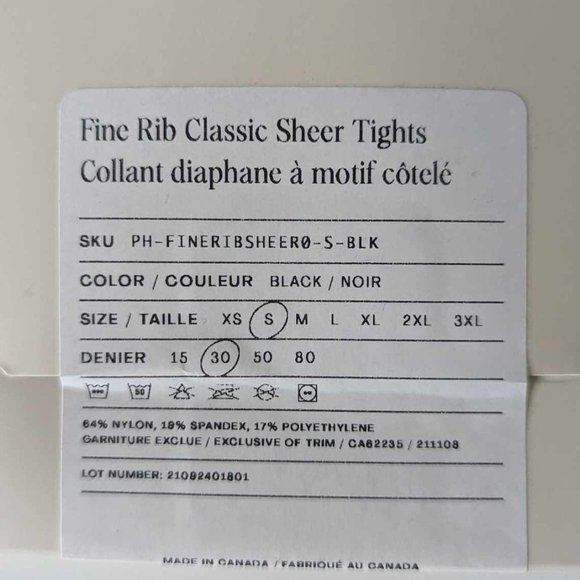 Fine Rib Classic Sheer Tights
Collant diaphane à motif côtelé
SKU PH-FINERIBSHEER0-S-BLK
COLOR / COULEUR BLACK / NOIR
SIZE / TAILLE XS S M L XL 2XL 3XL
DENIER 15 30 50 80
50
64% NYLON, 19% SPANDEX, 17% POLYETHYLENE
GARNITURE EXCLUE / EXCLUSIVE OF TRIM / CA62235 / 211108
LOT NUMBER: 21092401801
MADE IN CANADA / FABRIQUÉ AU CANADA